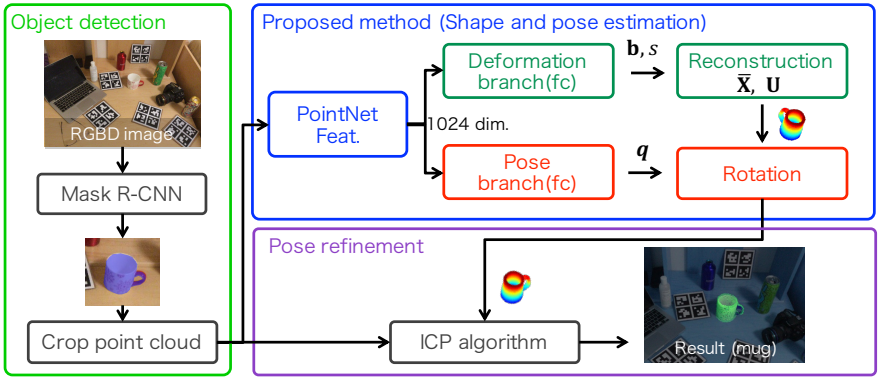 Object detection
RGBD image
Mask R-CNN
Crop point cloud
Proposed method (Shape and pose estimation)
PointNet
Feat.
1024 dim.
Deformation
branch(fc)
b, s
Reconstruction
X̅, U
Pose
branch(fc)
q
Rotation
Pose refinement
ICP algorithm
Result (mug)